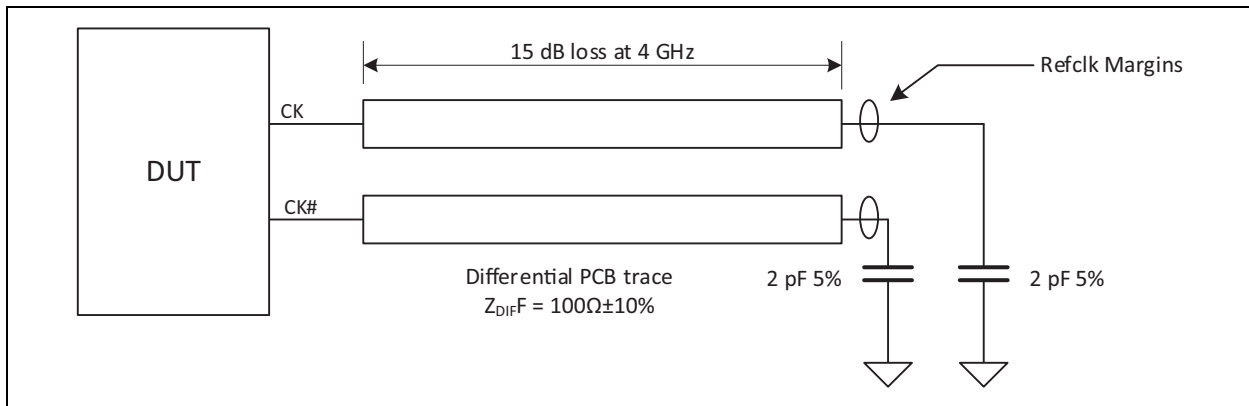 15 dB loss at 4 GHz
Refclk Margins
CK
DUT
CK#
Differential PCB trace
Z_DIFF = 100Ω±10%
2 pF 5%
2 pF 5%